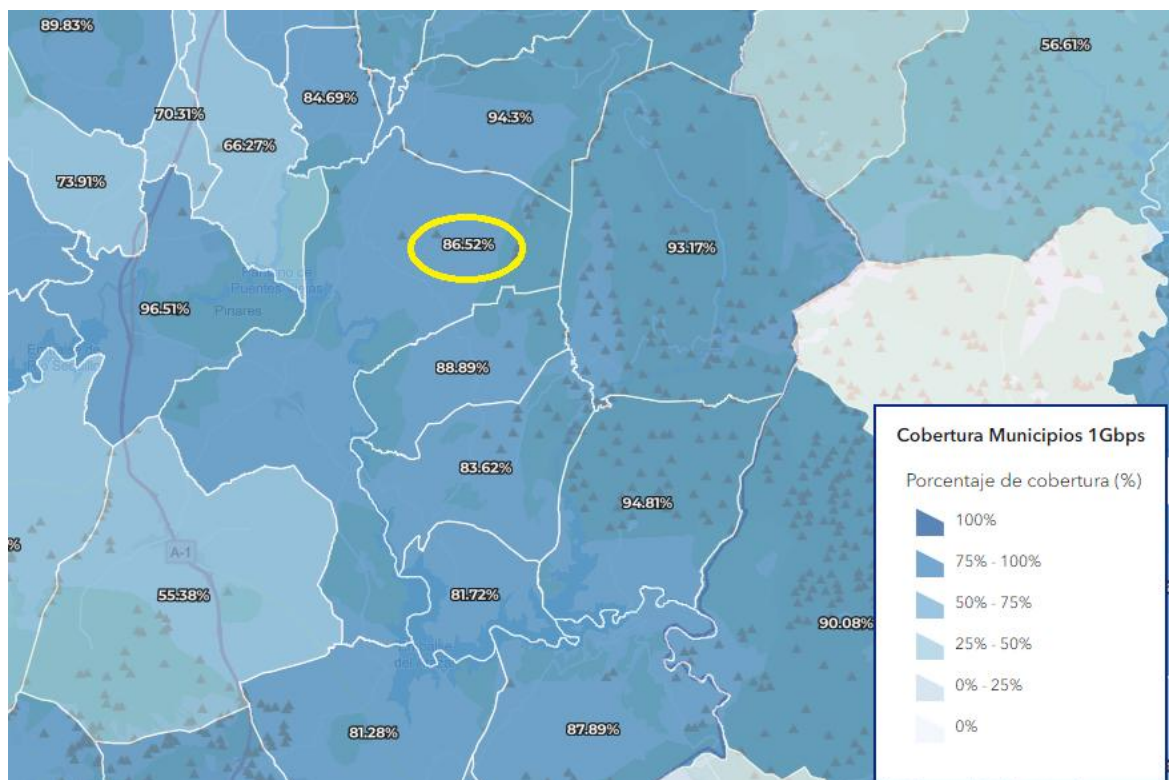 89.83%
56.61%
84.69%
70.31%
94.3%
66.27%
73.91%
86.52%
93.17%
Puentes
Pinares
96.51%
88.89%
Cobertura Municipios 1Gbps
Porcentaje de cobertura (%)
100%
75% - 100%
50% - 75%
25% - 50%
0% - 25%
0%
83.62%
94.81%
%
A-1
55.38%
81.72%
90.08%
81.28%
87.89%